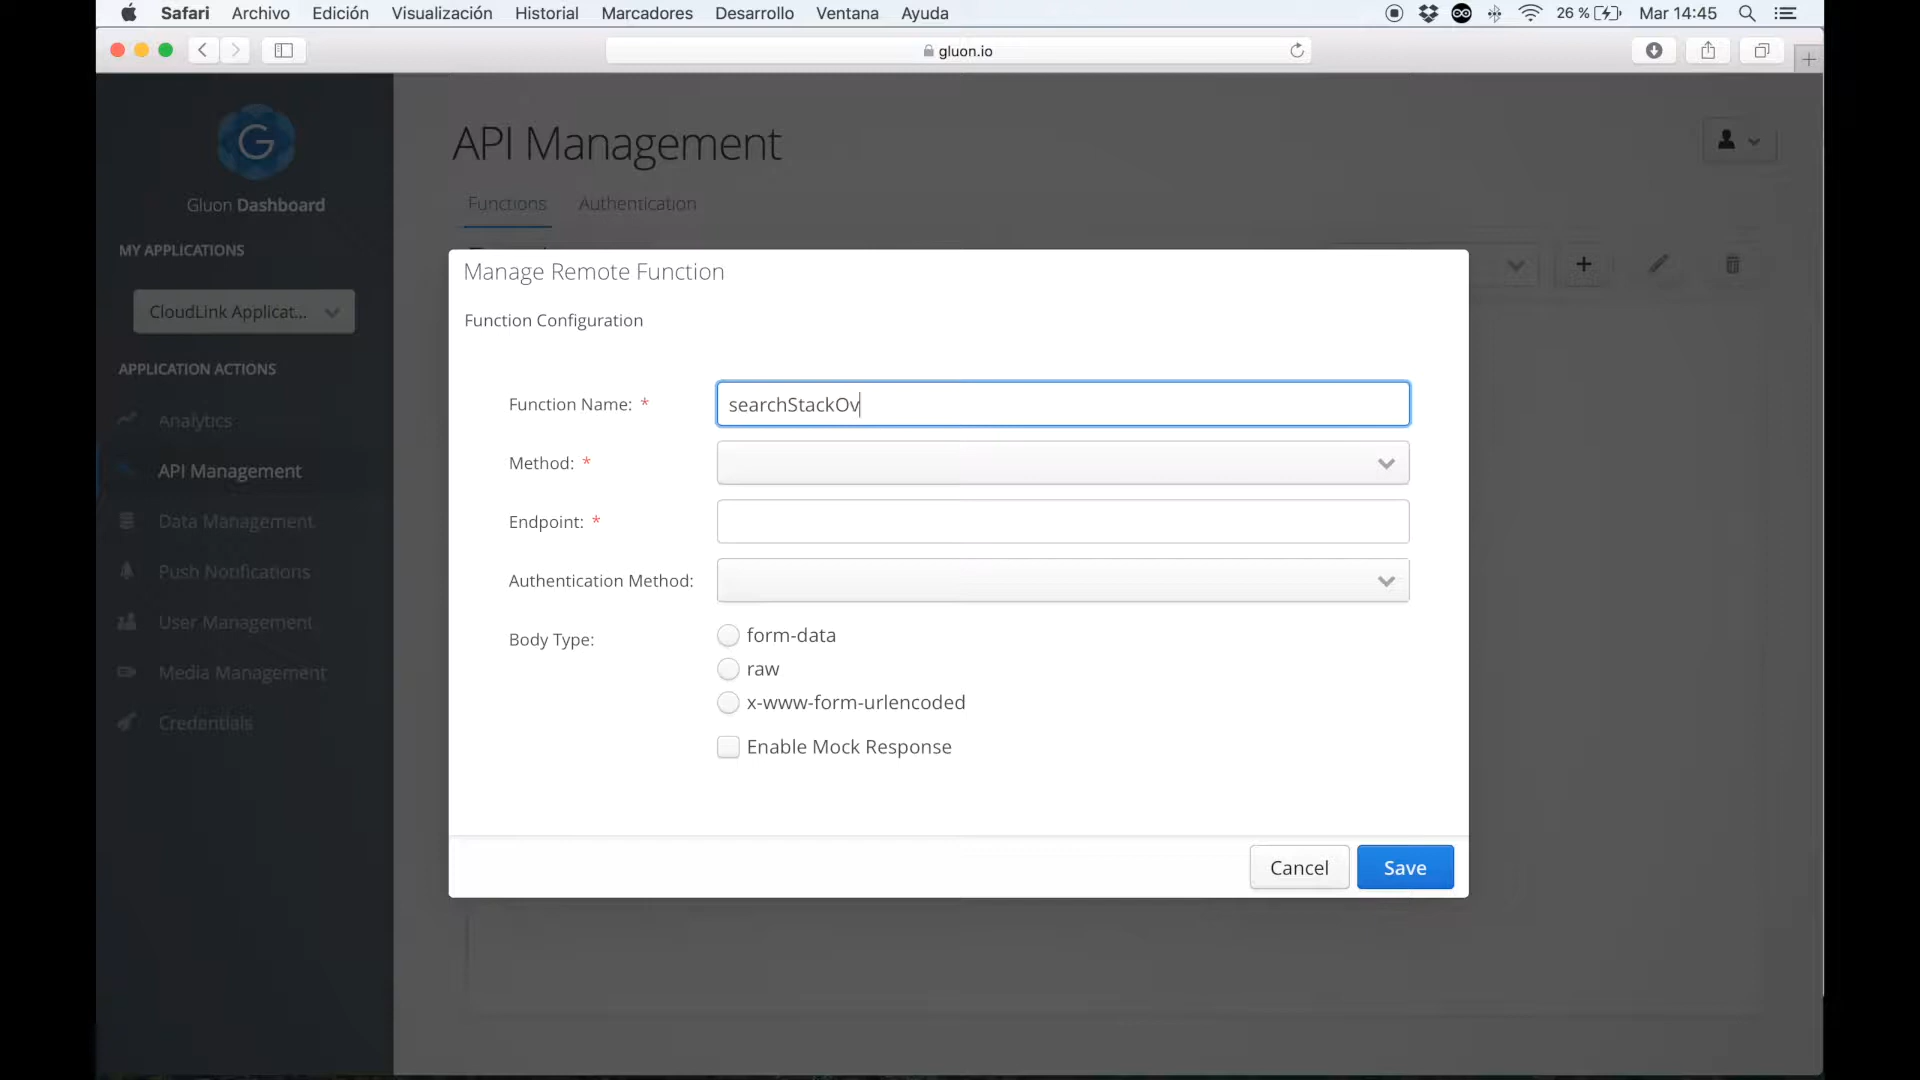 Safari Archivo Edición Visualización Historial Marcadores Desarrollo Ventana Ayuda 26 % Mar 14:45
gluon.io
G
Gluon Dashboard
MY APPLICATIONS
CloudLink Applicat...
APPLICATION ACTIONS
Analytics
API Management
Data Management
Push Notifications
User Management
Media Management
Credentials
API Management
Functions Authentication
Manage Remote Function
Function Configuration
Function Name: * searchStackOv
Method: *
Endpoint: *
Authentication Method:
Body Type: form-data
raw
x-www-form-urlencoded
Enable Mock Response
Cancel Save